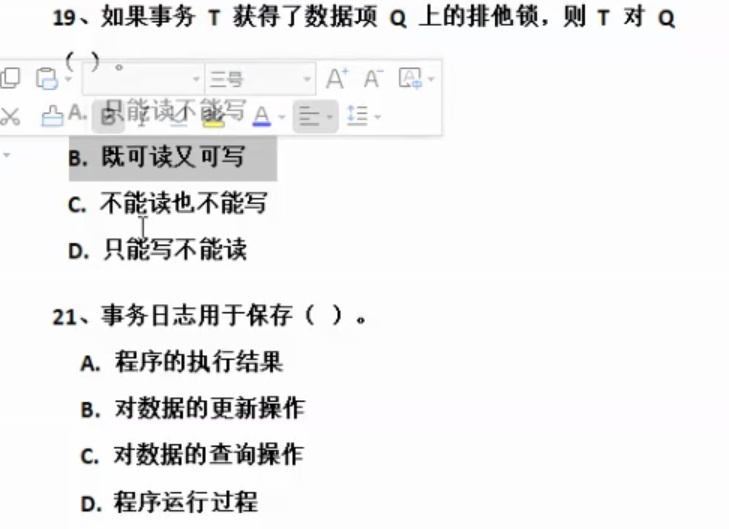 19、如果事务 T 获得了数据项 Q 上的排他锁，则 T 对 Q
（ ）。
三号
A. 只能读不能写
B. 既可读又可写
C. 不能读也不能写
D. 只能写不能读
21、事务日志用于保存（ ）。
A. 程序的执行结果
B. 对数据的更新操作
C. 对数据的查询操作
D. 程序运行过程